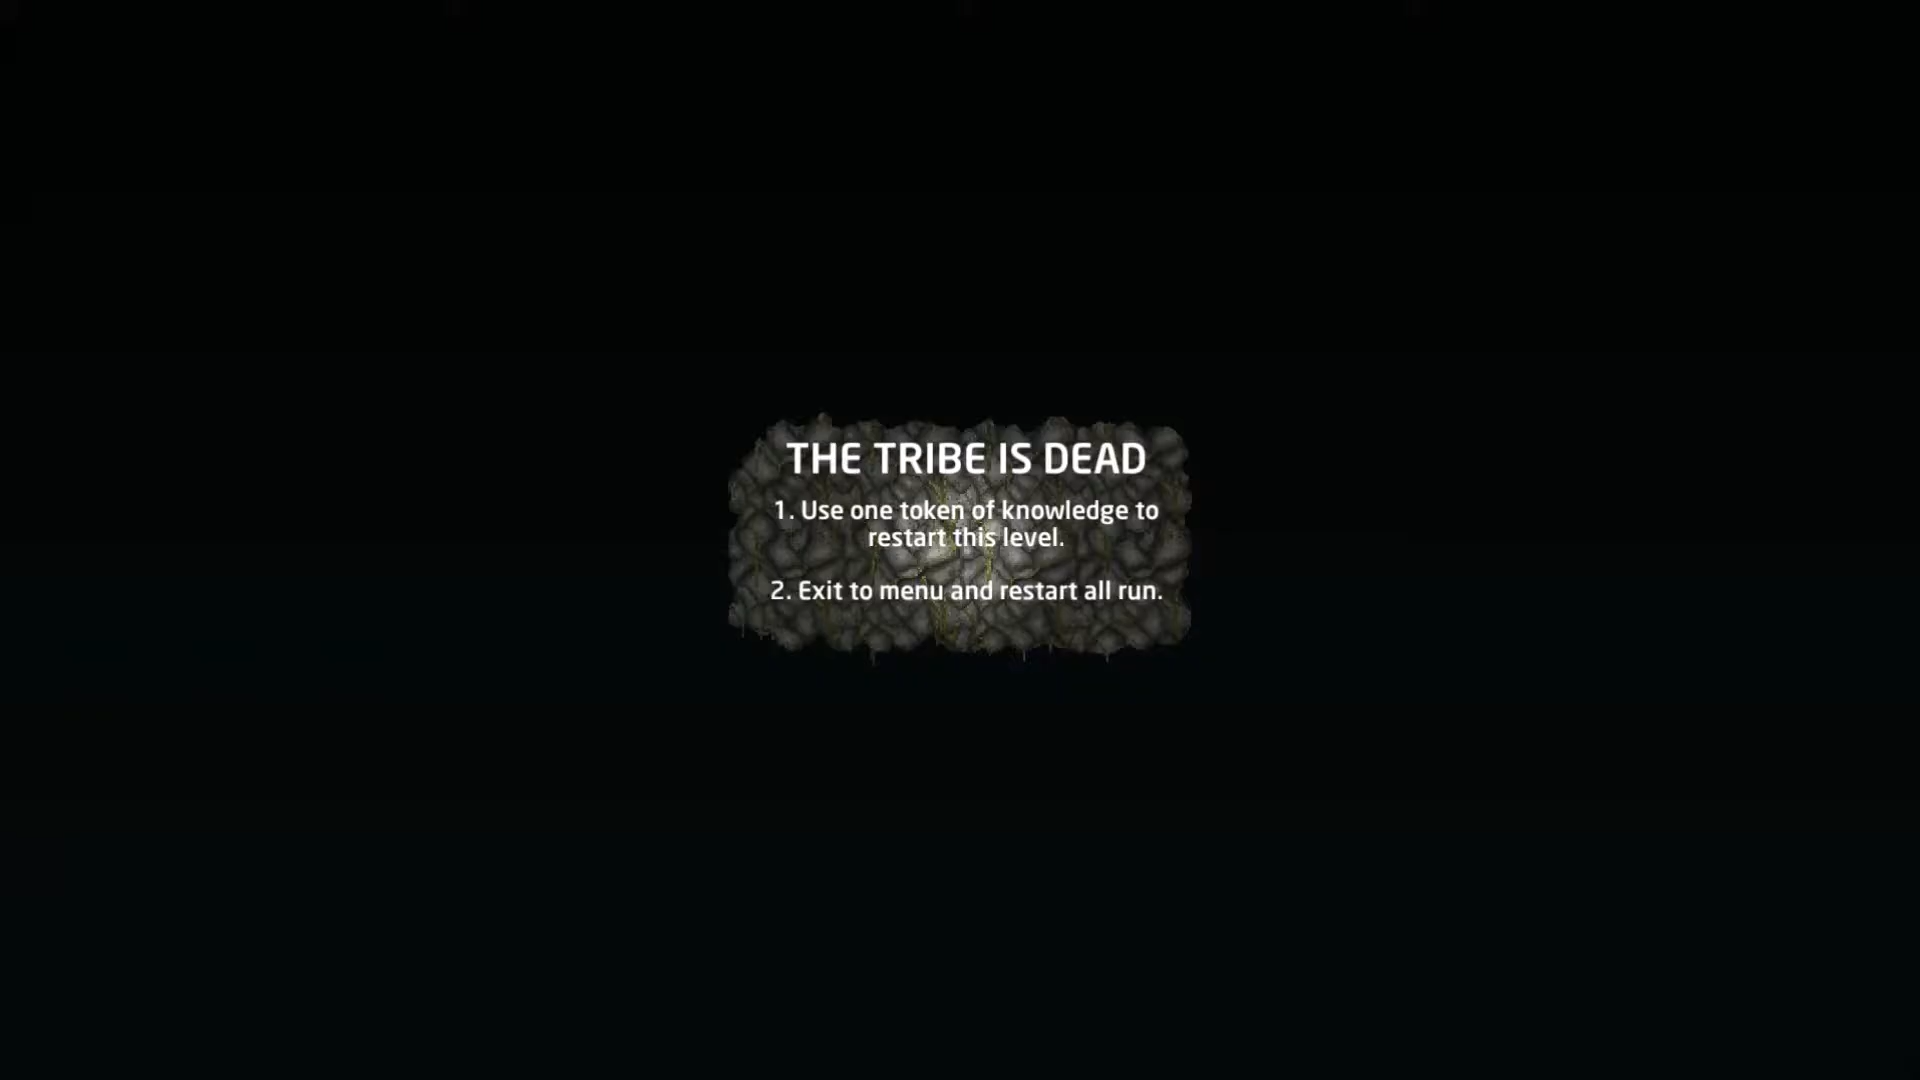 THE TRIBE IS DEAD
1. Use one token of knowledge to
restart this level.
2. Exit to menu and restart all run.